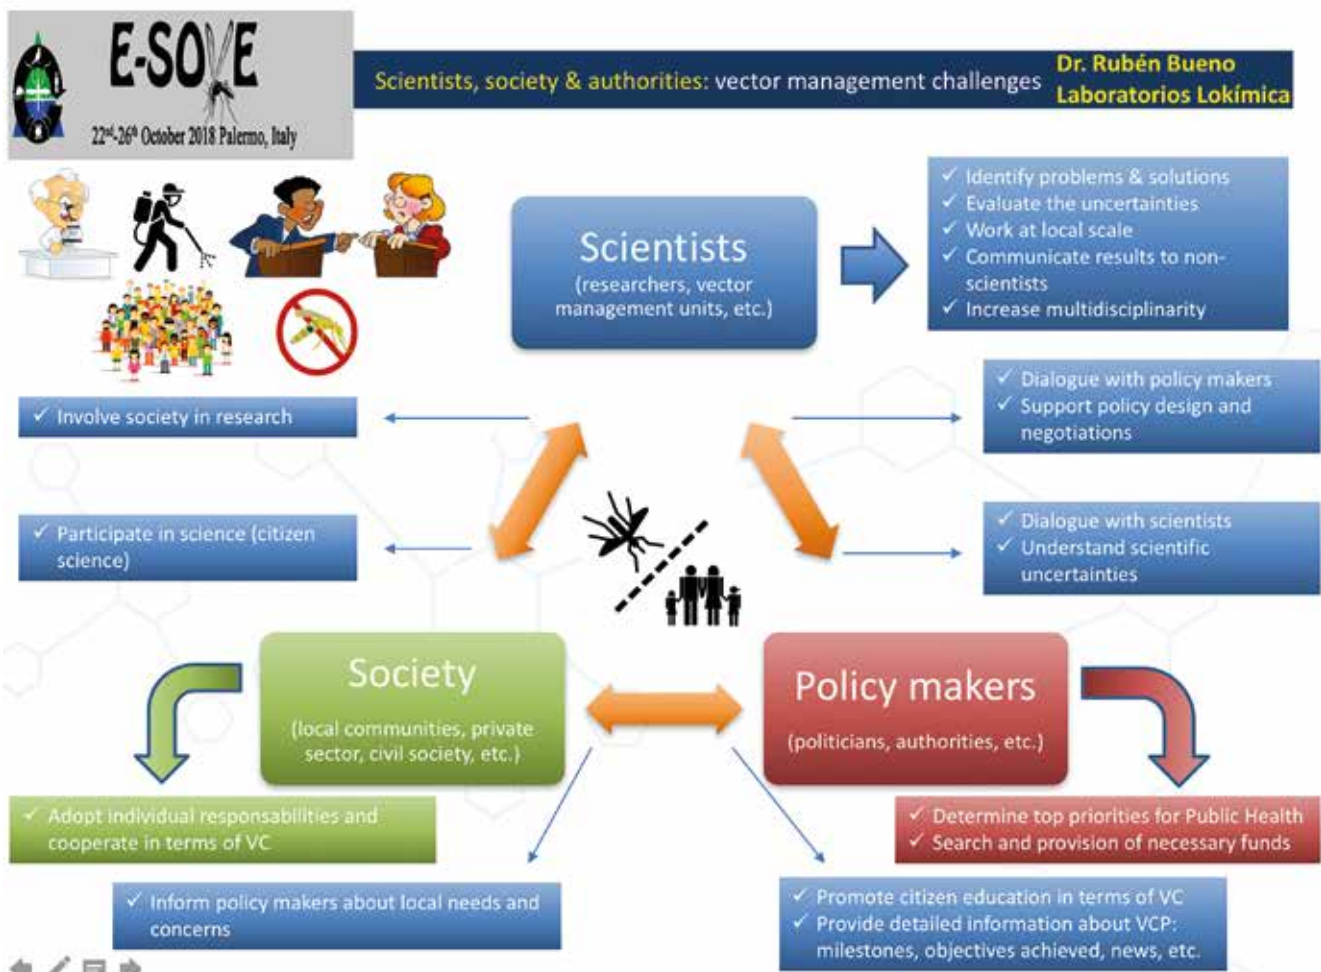 E-SOVE
22nd-26th October 2018 Palermo, Italy
Scientists, society & authorities: vector management challenges
Dr. Rubén Bueno
Laboratorios Lokímica
Scientists
(researchers, vector
management units, etc.)
✓ Identify problems & solutions
✓ Evaluate the uncertainties
✓ Work at local scale
✓ Communicate results to non-
scientists
✓ Increase multidisciplinarity
✓ Involve society in research
✓ Dialogue with policy makers
✓ Support policy design and
negotiations
✓ Participate in science (citizen
science)
✓ Dialogue with scientists
✓ Understand scientific
uncertainties
Society
(local communities, private
sector, civil society, etc.)
Policy makers
(politicians, authorities, etc.)
✓ Adopt individual responsabilities and
cooperate in terms of VC
✓ Determine top priorities for Public Health
✓ Search and provision of necessary funds
✓ Inform policy makers about local needs and
concerns
✓ Promote citizen education in terms of VC
✓ Provide detailed information about VCP:
milestones, objectives achieved, news, etc.